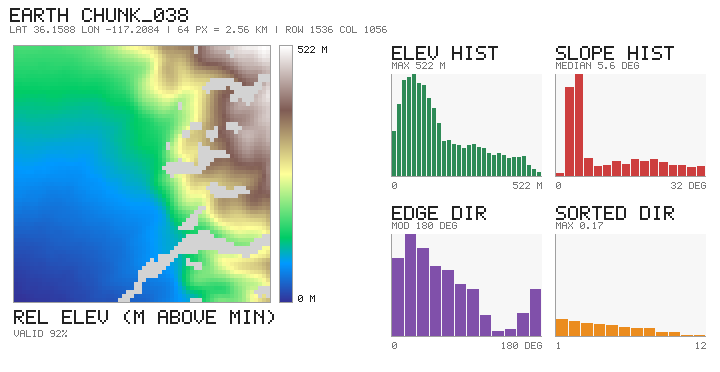 EARTH CHUNK_038
LAT 36.1588 LON -117.2084 | 64 PX = 2.56 KM | ROW 1536 COL 1056
522 M
0 M
REL ELEV (M ABOVE MIN)
VALID 92%
ELEV HIST
MAX 522 M
0 522 M
SLOPE HIST
MEDIAN 5.6 DEG
0 32 DEG
EDGE DIR
MOD 180 DEG
0 180 DEG
SORTED DIR
MAX 0.17
1 12